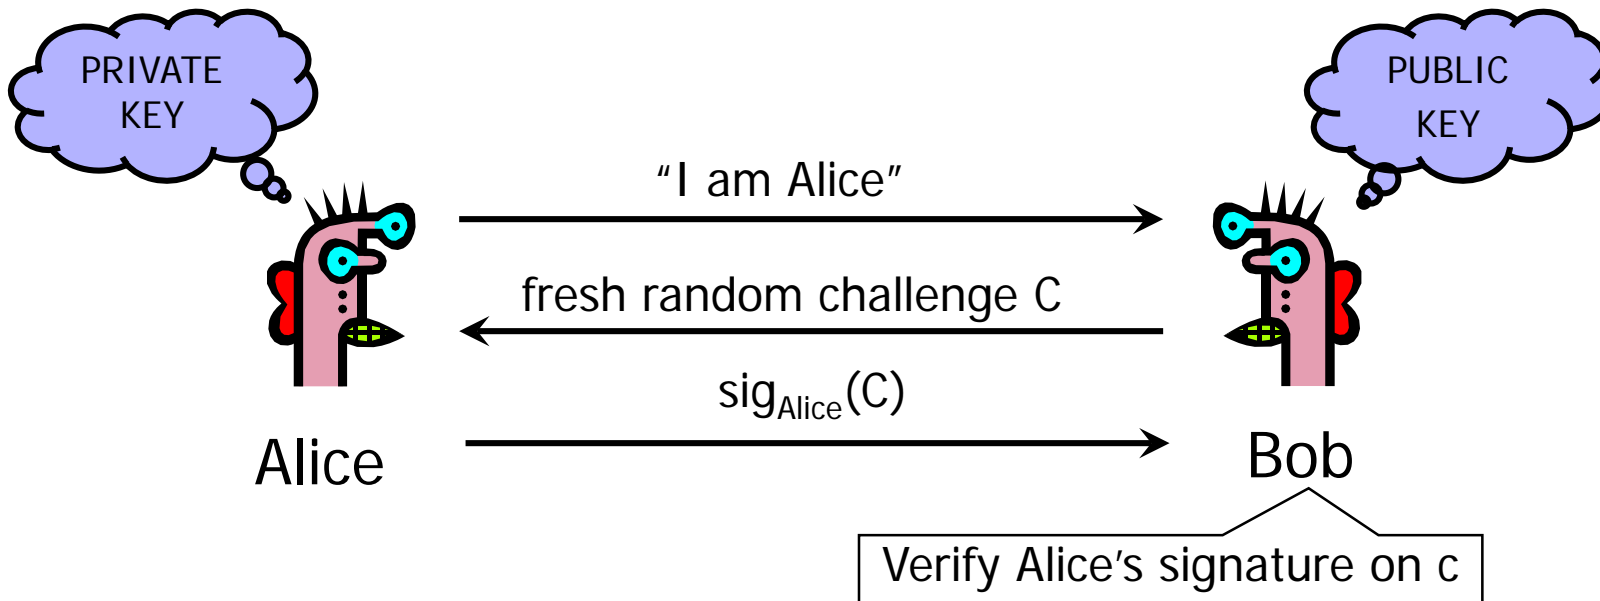 PRIVATE
KEY
PUBLIC
KEY
“I am Alice”
fresh random challenge C
sigAlice(C)
Alice
Bob
Verify Alice’s signature on c